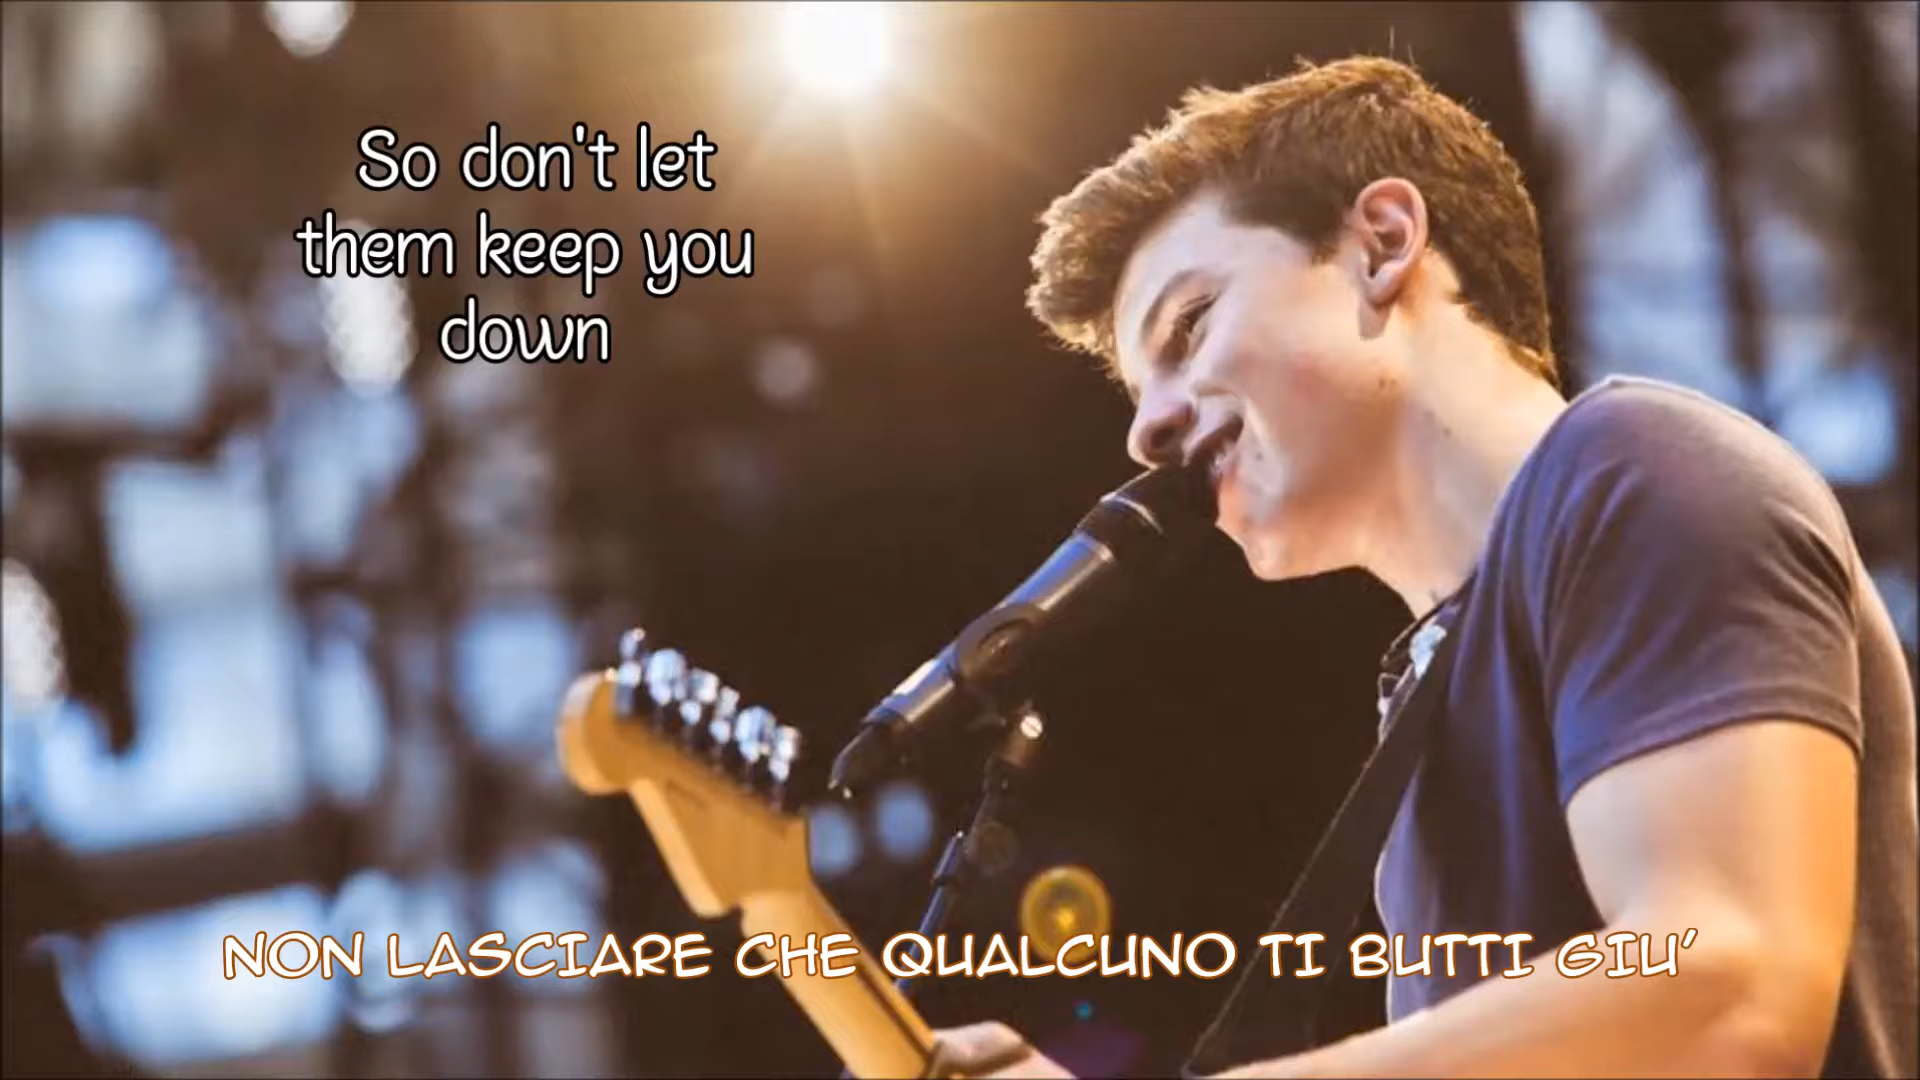 So don't let
them keep you
down
NON LASCIARE CHE QUALCUNO TI BUTTI GIU'